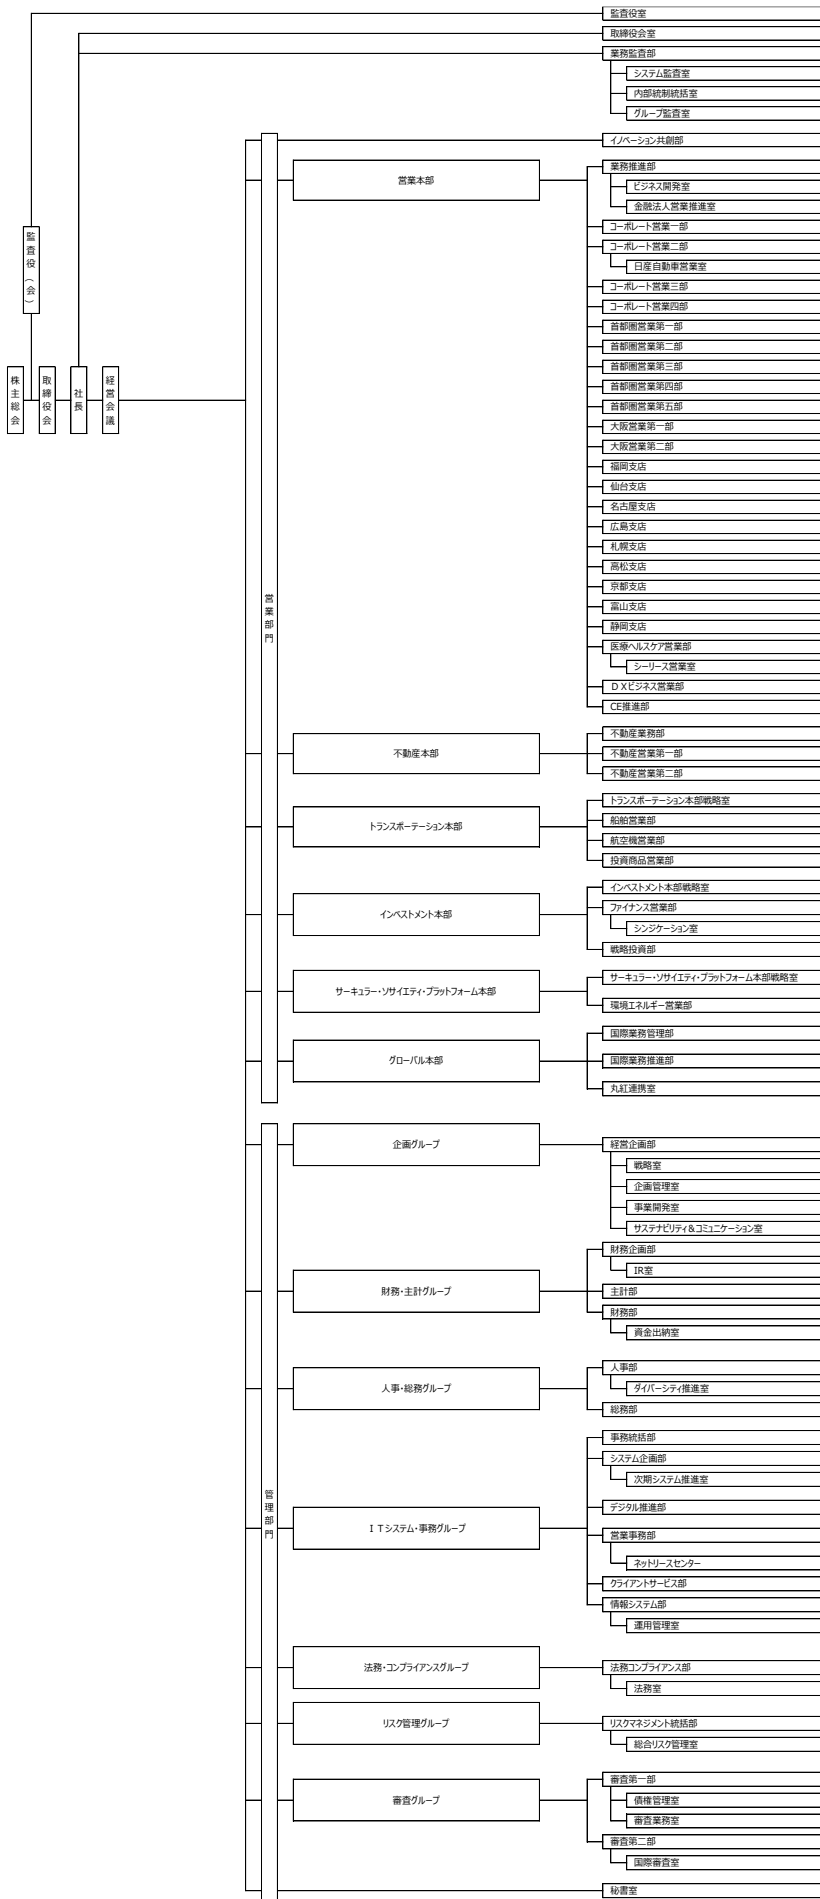 監査役室
取締役会室
業務監査部
システム監査室
内部統制統括室
グループ監査室
監査役（会）
株主総会
取締役会
社長
経営会議
営業部門
イノベーション共創部
営業本部
業務推進部
ビジネス開発室
金融法人営業推進室
コーポレート営業一部
コーポレート営業二部
日産自動車営業室
コーポレート営業三部
コーポレート営業四部
首都圏営業第一部
首都圏営業第二部
首都圏営業第三部
首都圏営業第四部
首都圏営業第五部
大阪営業第一部
大阪営業第二部
福岡支店
仙台支店
名古屋支店
広島支店
札幌支店
高松支店
京都支店
富山支店
静岡支店
医療ヘルスケア営業部
シーリース営業室
ＤＸビジネス営業部
CE推進部
不動産本部
不動産業務部
不動産営業第一部
不動産営業第二部
トランスポーテーション本部
トランスポーテーション本部戦略室
船舶営業部
航空機営業部
投資商品営業部
インベストメント本部
インベストメント本部戦略室
ファイナンス営業部
シンジケーション室
戦略投資部
サーキュラー・ソサイエティ・プラットフォーム本部
サーキュラー・ソサイエティ・プラットフォーム本部戦略室
環境エネルギー営業部
グローバル本部
国際業務管理部
国際業務推進部
丸紅連携室
管理部門
企画グループ
経営企画部
戦略室
企画管理室
事業開発室
サステナビリティ＆コミュニケーション室
財務・主計グループ
財務企画部
IR室
主計部
財務部
資金出納室
人事・総務グループ
人事部
ダイバーシティ推進室
総務部
ＩＴシステム・事務グループ
事務統括部
システム企画部
次期システム推進室
デジタル推進部
営業事務部
ネットリースセンター
クライアントサービス部
情報システム部
運用管理室
法務・コンプライアンスグループ
法務コンプライアンス部
法務室
リスク管理グループ
リスクマネジメント統括部
総合リスク管理室
審査グループ
審査第一部
債権管理室
審査業務室
審査第二部
国際審査室
秘書室